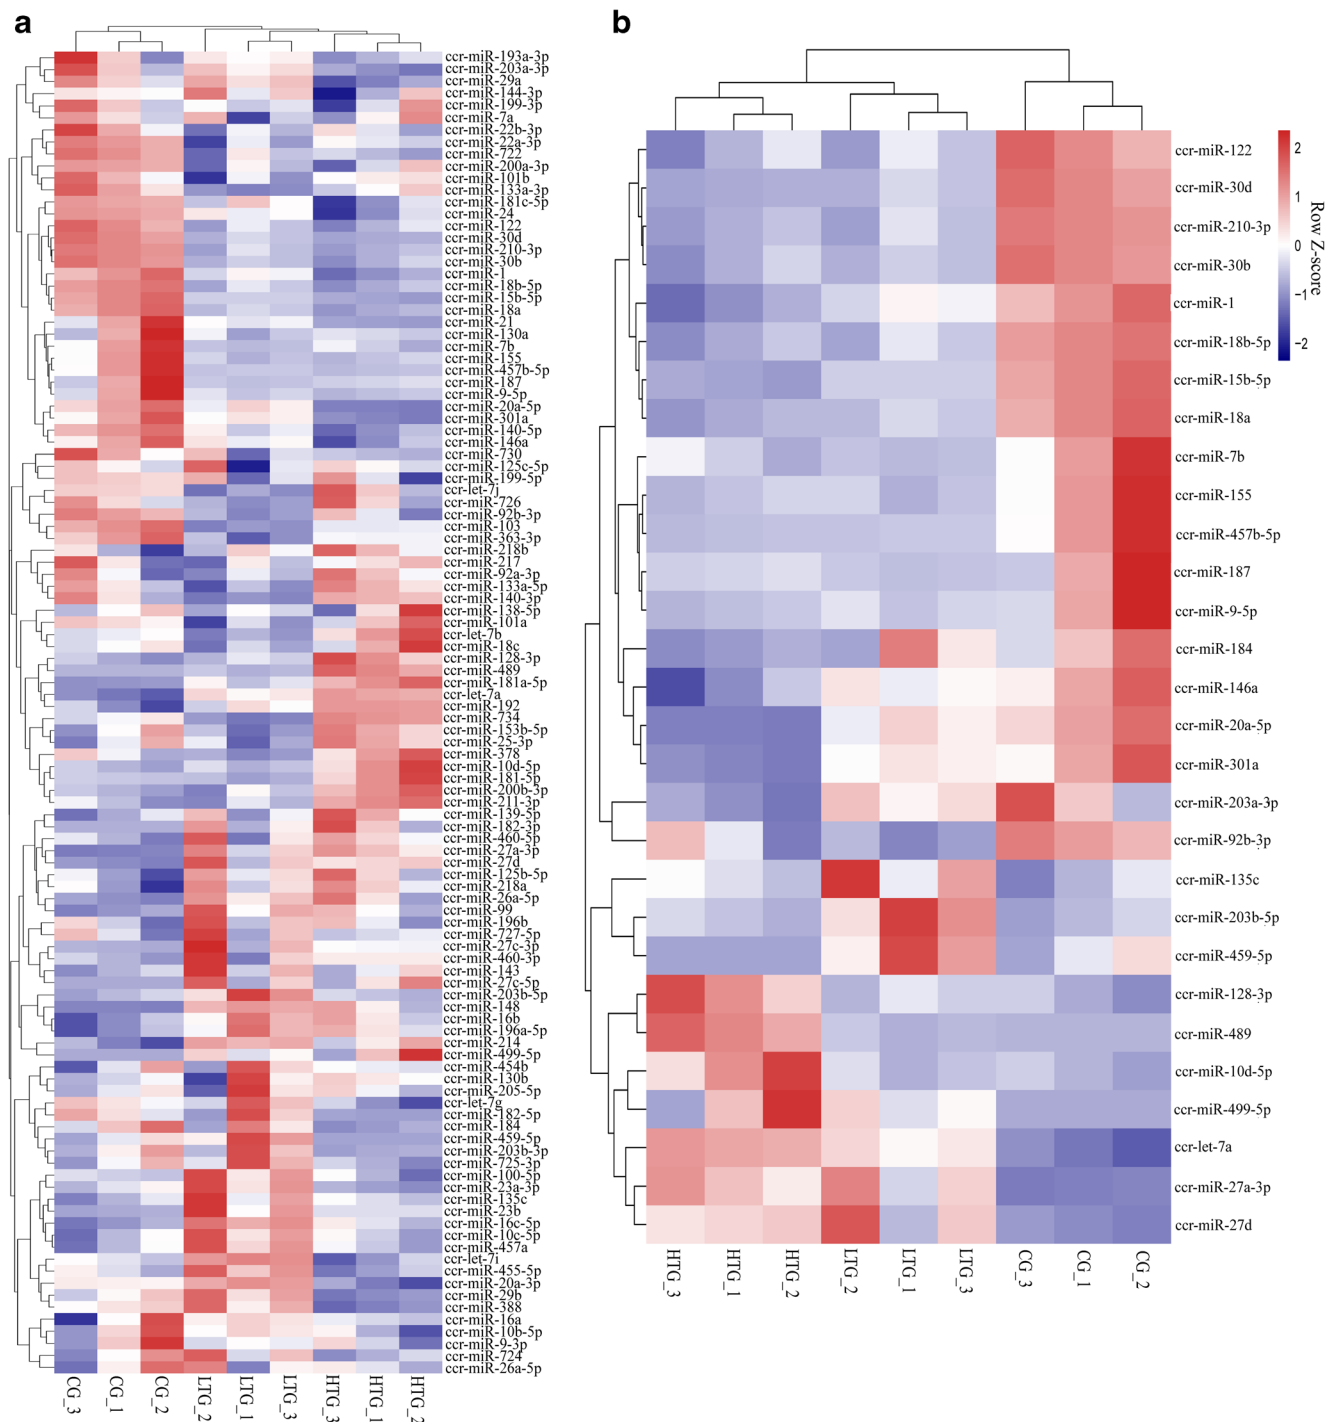 a
ccr-miR-193a-3p
ccr-miR-203a-3p
ccr-miR-29a
ccr-miR-144-3p
ccr-miR-199-3p
ccr-miR-7a
ccr-miR-22b-3p
ccr-miR-22a-3p
ccr-miR-722
ccr-miR-200a-3p
ccr-miR-101b
ccr-miR-133a-3p
ccr-miR-181c-5p
ccr-miR-24
ccr-miR-122
ccr-miR-30d
ccr-miR-210-3p
ccr-miR-30b
ccr-miR-1
ccr-miR-18b-5p
ccr-miR-15b-5p
ccr-miR-18a
ccr-miR-21
ccr-miR-130a
ccr-miR-7b
ccr-miR-155
ccr-miR-457b-5p
ccr-miR-187
ccr-miR-9-5p
ccr-miR-20a-5p
ccr-miR-301a
ccr-miR-140-5p
ccr-miR-146a
ccr-miR-730
ccr-miR-125c-5p
ccr-miR-199-5p
ccr-let-7j
ccr-miR-726
ccr-miR-92b-3p
ccr-miR-103
ccr-miR-363-3p
ccr-miR-218b
ccr-miR-217
ccr-miR-92a-3p
ccr-miR-133a-5p
ccr-miR-140-3p
ccr-miR-138-5p
ccr-miR-101a
ccr-let-7b
ccr-miR-18c
ccr-miR-128-3p
ccr-miR-489
ccr-miR-181a-5p
ccr-let-7a
ccr-miR-192
ccr-miR-734
ccr-miR-153b-5p
ccr-miR-25-3p
ccr-miR-378
ccr-miR-10d-5p
ccr-miR-181-5p
ccr-miR-200b-3p
ccr-miR-211-3p
ccr-miR-139-5p
ccr-miR-182-3p
ccr-miR-460-5p
ccr-miR-27a-3p
ccr-miR-27d
ccr-miR-125b-5p
ccr-miR-218a
ccr-miR-26a-5p
ccr-miR-99
ccr-miR-196b
ccr-miR-727-5p
ccr-miR-27c-3p
ccr-miR-460-3p
ccr-miR-143
ccr-miR-27c-5p
ccr-miR-203b-5p
ccr-miR-148
ccr-miR-16b
ccr-miR-196a-5p
ccr-miR-214
ccr-miR-499-5p
ccr-miR-454b
ccr-miR-130b
ccr-miR-205-5p
ccr-let-7g
ccr-miR-182-5p
ccr-miR-184
ccr-miR-459-5p
ccr-miR-203b-3p
ccr-miR-725-3p
ccr-miR-100-5p
ccr-miR-23a-3p
ccr-miR-135c
ccr-miR-23b
ccr-miR-16c-5p
ccr-miR-10c-5p
ccr-miR-457a
ccr-let-7i
ccr-miR-455-5p
ccr-miR-20a-3p
ccr-miR-29b
ccr-miR-388
ccr-miR-16a
ccr-miR-10b-5p
ccr-miR-9-3p
ccr-miR-724
ccr-miR-26a-5p
CG_3
CG_1
CG_2
LTG_2
LTG_1
LTG_3
HTG_3
HTG_1
HTG_2
b
ccr-miR-122
ccr-miR-30d
ccr-miR-210-3p
ccr-miR-30b
ccr-miR-1
ccr-miR-18b-5p
ccr-miR-15b-5p
ccr-miR-18a
ccr-miR-7b
ccr-miR-155
ccr-miR-457b-5p
ccr-miR-187
ccr-miR-9-5p
ccr-miR-184
ccr-miR-146a
ccr-miR-20a-5p
ccr-miR-301a
ccr-miR-203a-3p
ccr-miR-92b-3p
ccr-miR-135c
ccr-miR-203b-5p
ccr-miR-459-5p
ccr-miR-128-3p
ccr-miR-489
ccr-miR-10d-5p
ccr-miR-499-5p
ccr-let-7a
ccr-miR-27a-3p
ccr-miR-27d
HTG_3
HTG_1
HTG_2
LTG_2
LTG_1
LTG_3
CG_3
CG_1
CG_2
2
1
0
−1
−2
Row Z-score